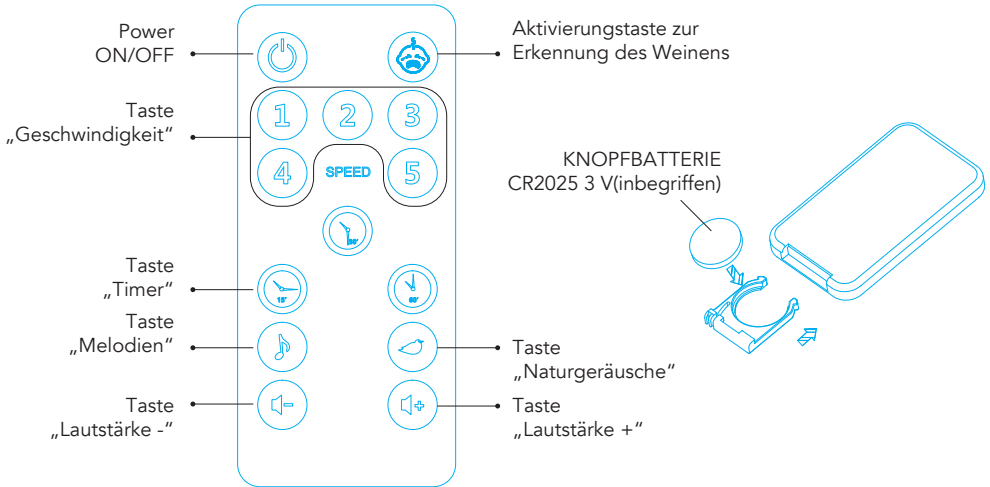 Power
ON/OFF
Aktivierungstaste zur
Erkennung des Weinens
Taste
„Geschwindigkeit“
1 2 3
4 SPEED 5
KNOPFBATTERIE
CR2025 3 V(inbegriffen)
30'
Taste
„Timer“
15' 60'
Taste
„Melodien“
Taste
„Naturgeräusche“
Taste
„Lautstärke -“
Taste
„Lautstärke +“